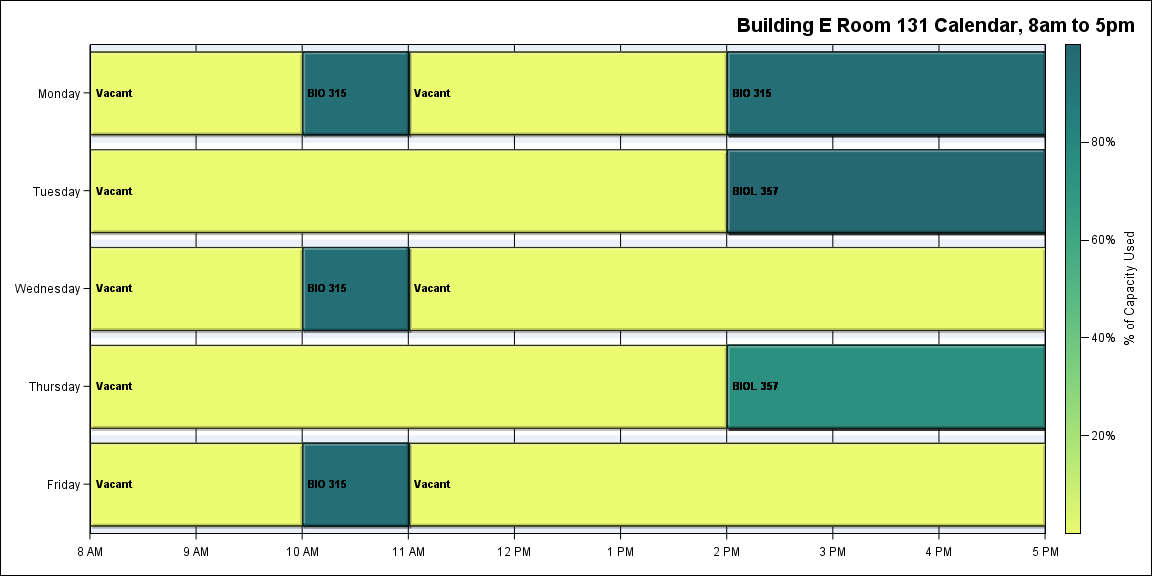 Building E Room 131 Calendar, 8am to 5pm
Monday
Vacant
BIO 315
Vacant
BIO 315
Tuesday
Vacant
BIOL 357
Wednesday
Vacant
BIO 315
Vacant
Thursday
Vacant
BIOL 357
Friday
Vacant
BIO 315
Vacant
8 AM 9 AM 10 AM 11 AM 12 PM 1 PM 2 PM 3 PM 4 PM 5 PM
80%
60%
40%
20%
% of Capacity Used